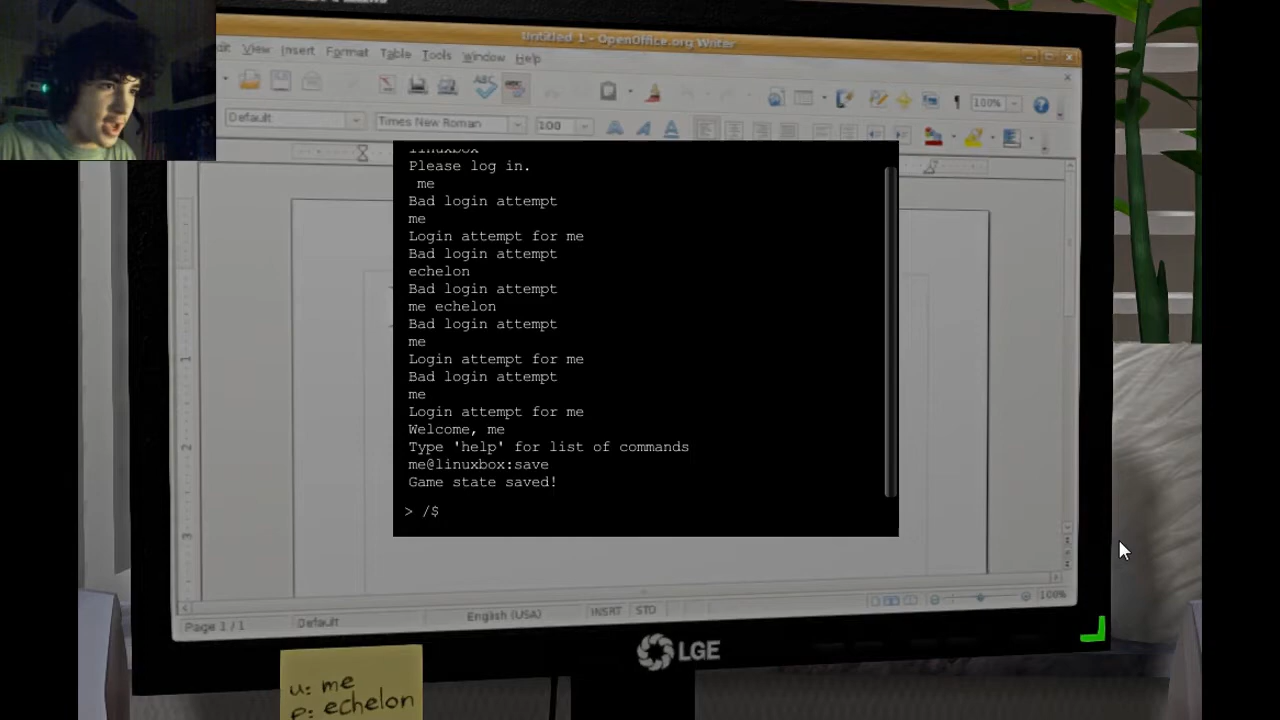 Untitled 1 - OpenOffice.org Writer
View Insert Format Table Tools Window Help
100%
Default Times New Roman 100
Please log in.
me
Bad login attempt
me
Login attempt for me
Bad login attempt
echelon
Bad login attempt
me echelon
Bad login attempt
me
Login attempt for me
Bad login attempt
me
Login attempt for me
Welcome, me
Type 'help' for list of commands
me@linuxbox:save
Game state saved!
> /$
1
2
3
Page 1 / 1 Default English (USA) INSRT STD 100%
LGE
u: me
p: echelon